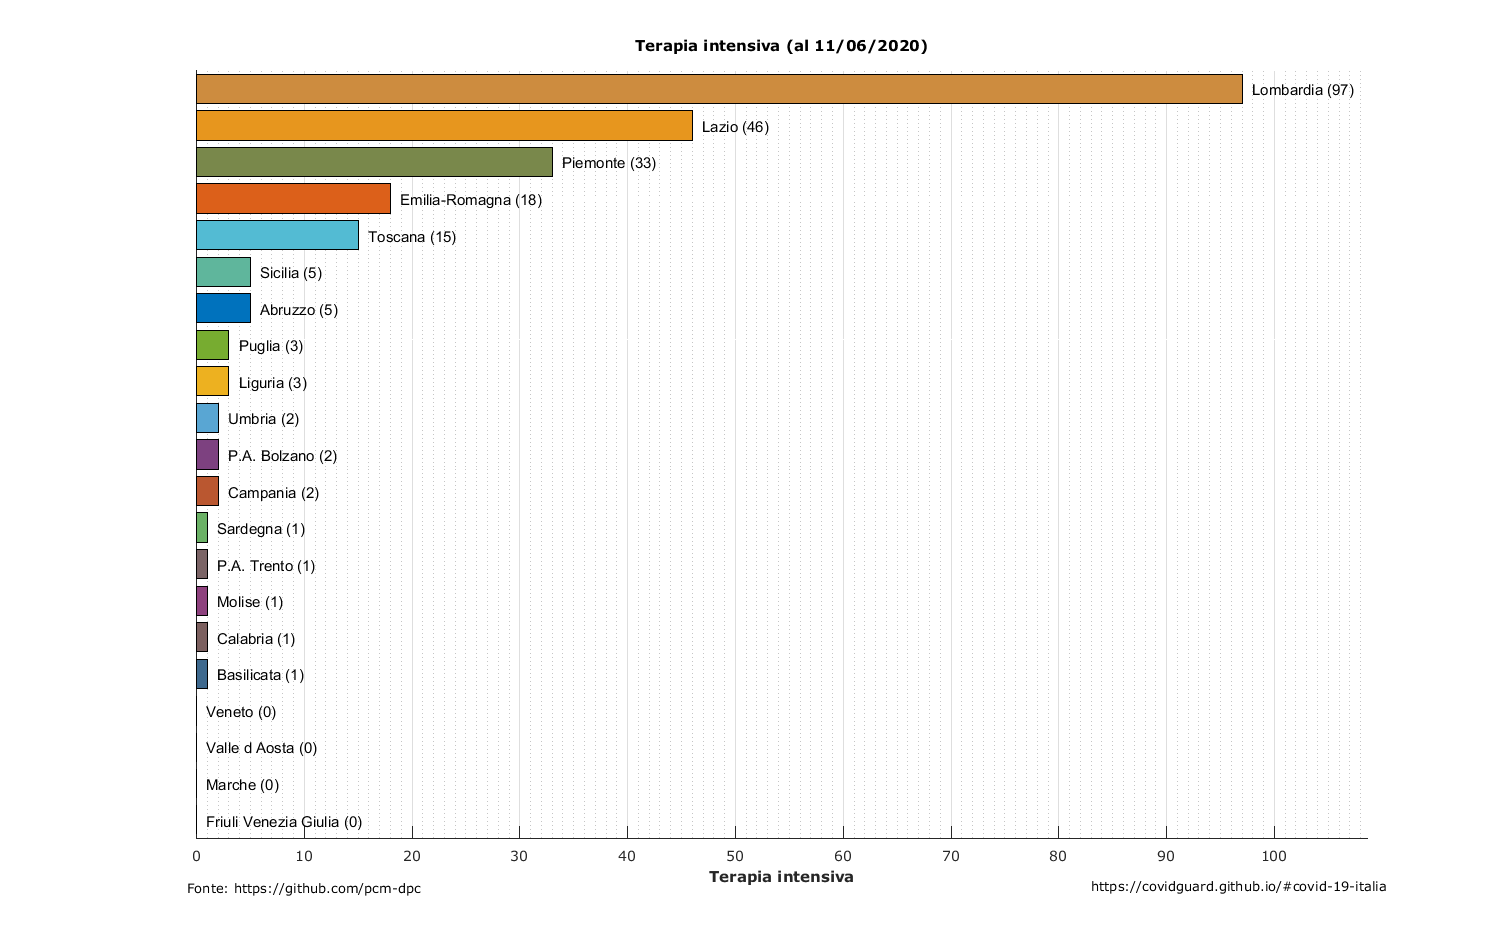 Terapia intensiva (al 11/06/2020)
Lombardia (97)
Lazio (46)
Piemonte (33)
Emilia-Romagna (18)
Toscana (15)
Sicilia (5)
Abruzzo (5)
Puglia (3)
Liguria (3)
Umbria (2)
P.A. Bolzano (2)
Campania (2)
Sardegna (1)
P.A. Trento (1)
Molise (1)
Calabria (1)
Basilicata (1)
Veneto (0)
Valle d Aosta (0)
Marche (0)
Friuli Venezia Giulia (0)
0 10 20 30 40 50 60 70 80 90 100
Terapia intensiva
Fonte: https://github.com/pcm-dpc
https://covidguard.github.io/#covid-19-italia